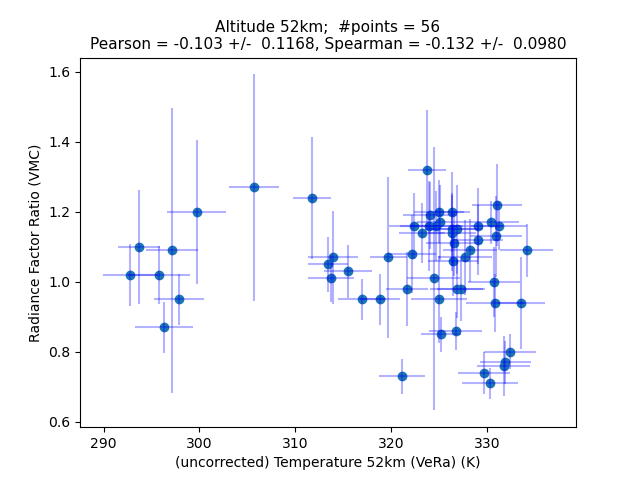 Altitude 52km;  #points = 56
Pearson = -0.103 +/-  0.1168, Spearman = -0.132 +/-  0.0980
1.6
1.4
1.2
1.0
0.8
0.6
Radiance Factor Ratio (VMC)
290 300 310 320 330
(uncorrected) Temperature 52km (VeRa) (K)